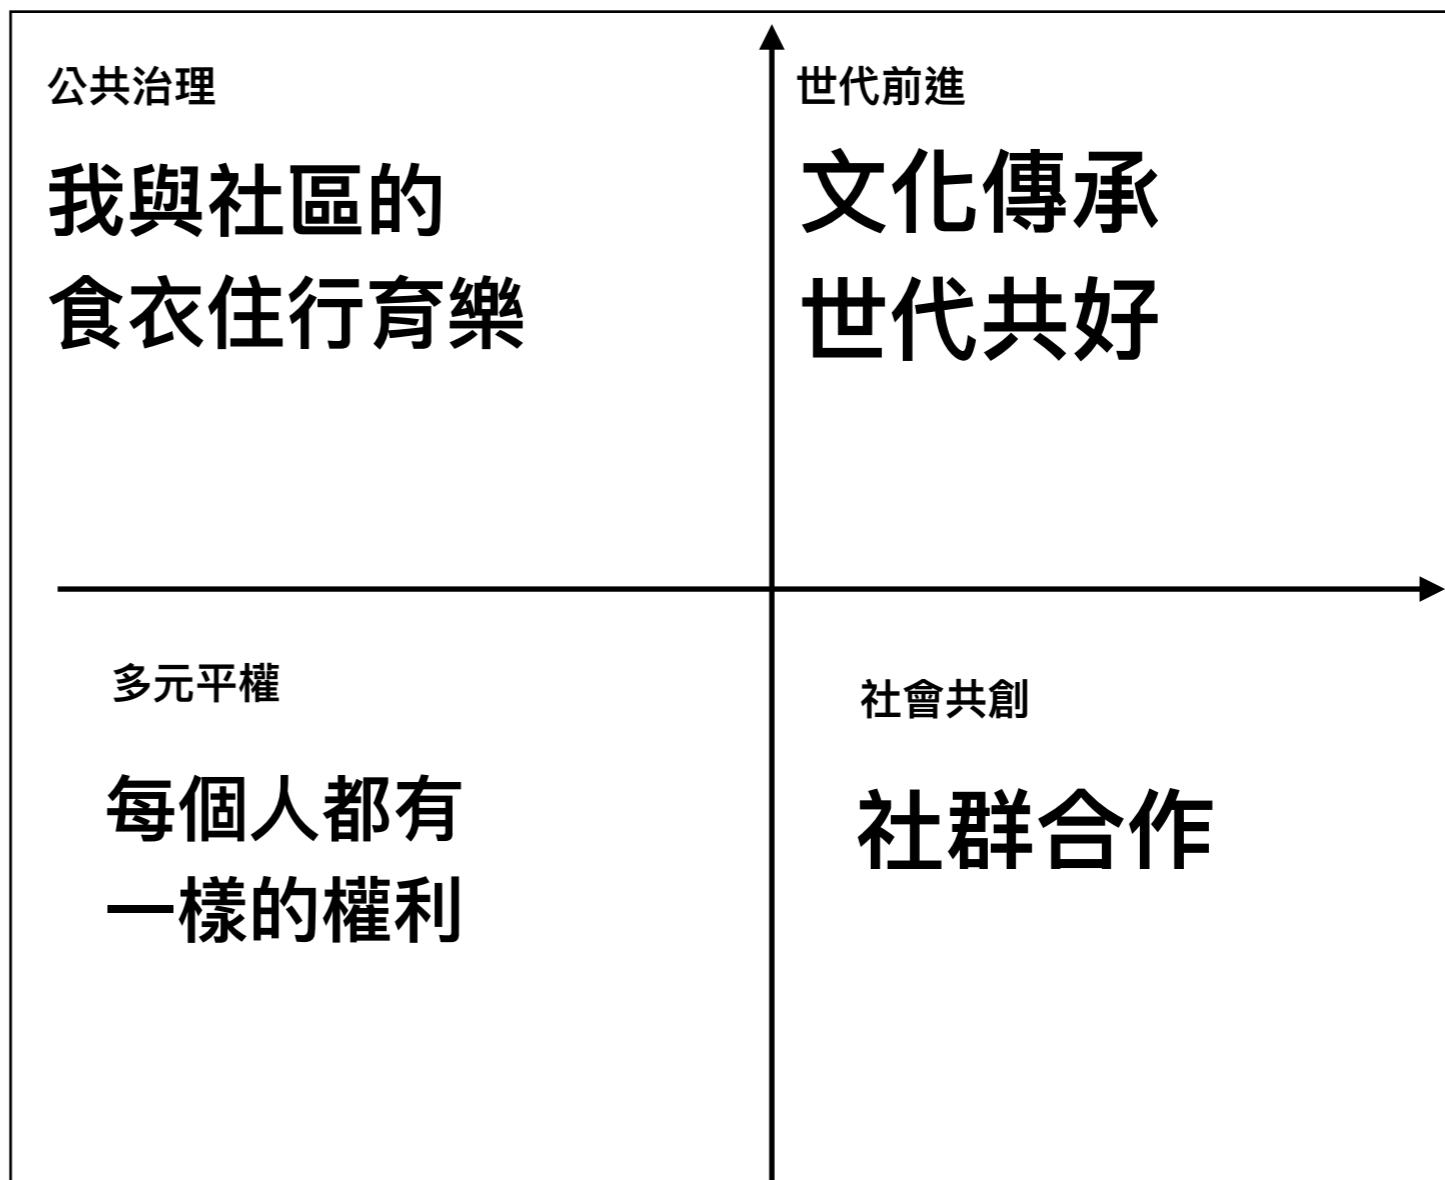 公共治理
我與社區的
食衣住行育樂
世代前進
文化傳承
世代共好
多元平權
每個人都有
一樣的權利
社會共創
社群合作